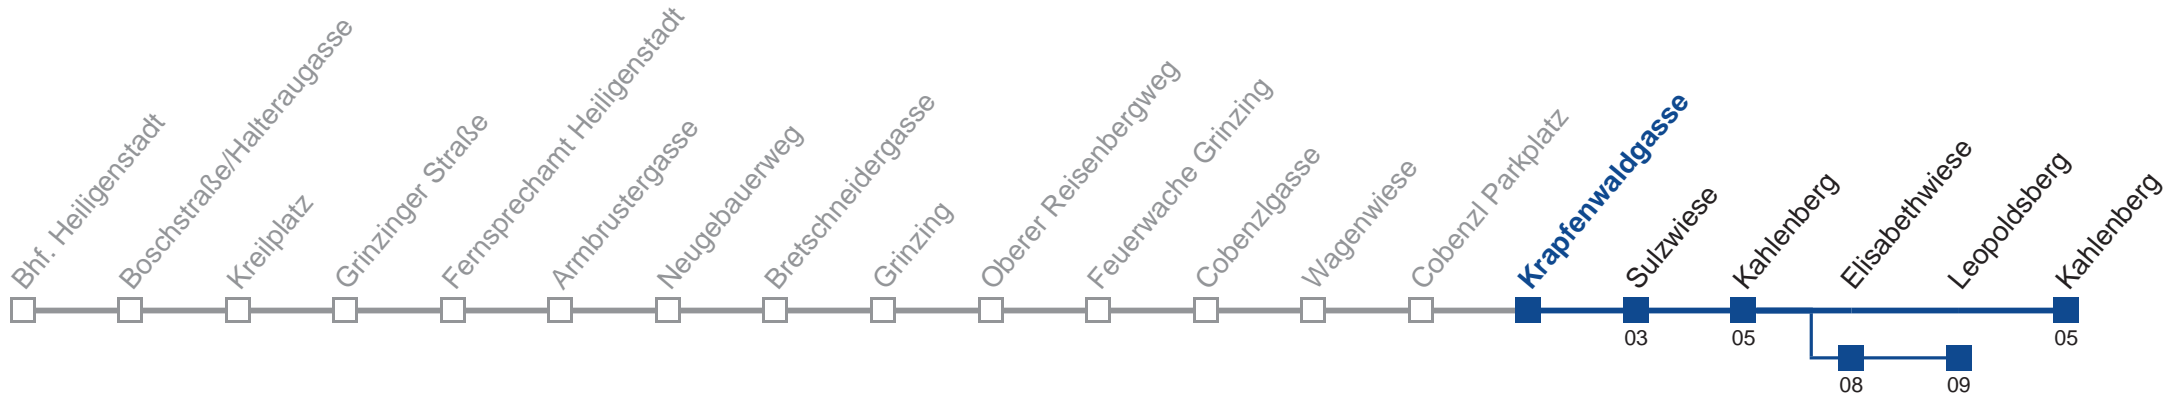 Bhf. Heiligenstadt
Boschstraße/Halteraugasse
Kreilplatz
Grinzinger Straße
Fernsprechamt Heiligenstadt
Armbrustergasse
Neugebauerweg
Bretschneidergasse
Grinzing
Oberer Reisenbergweg
Feuerwache Grinzing
Cobenzlgasse
Wagenwiese
Cobenzl Parkplatz
Krapfenwaldgasse
Sulzwiese
Kahlenberg
Elisabethwiese
Leopoldsberg
Kahlenberg
03
05
05
08
09